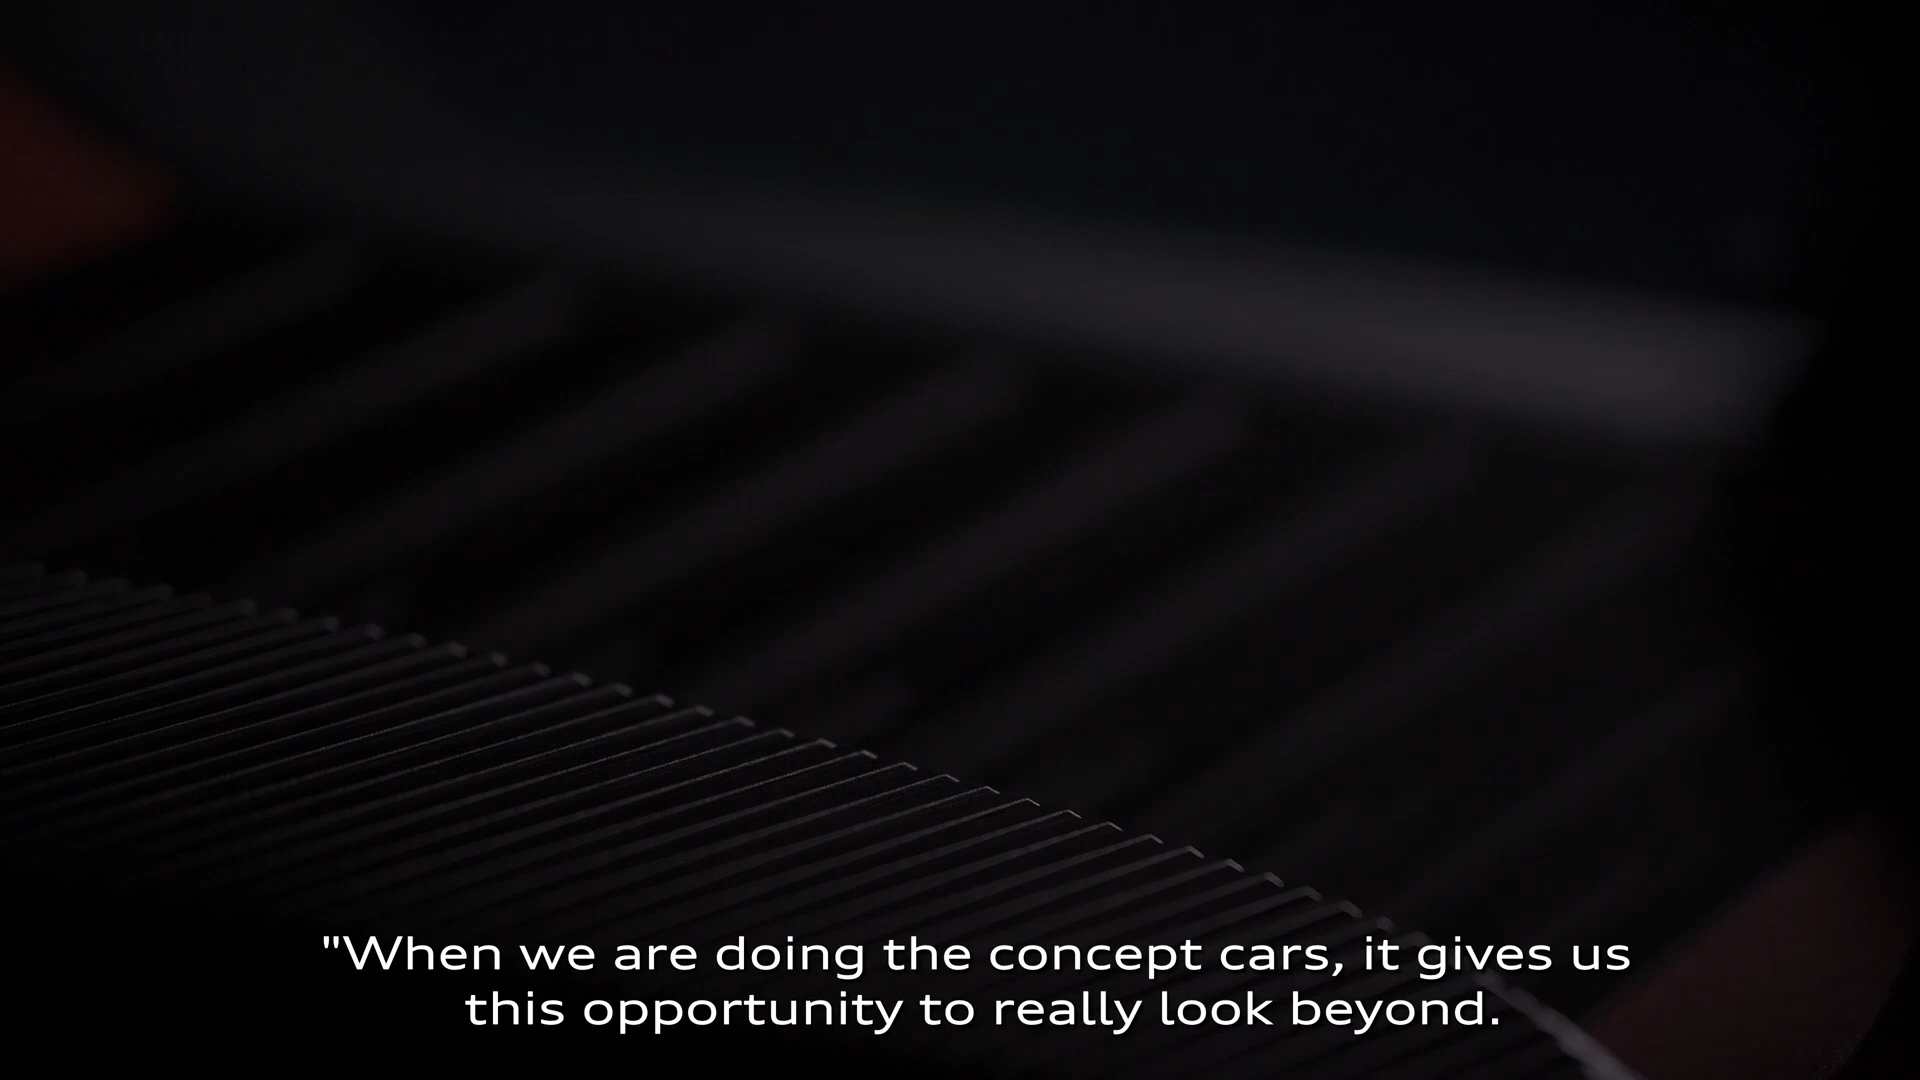 "When we are doing the concept cars, it gives us
this opportunity to really look beyond.